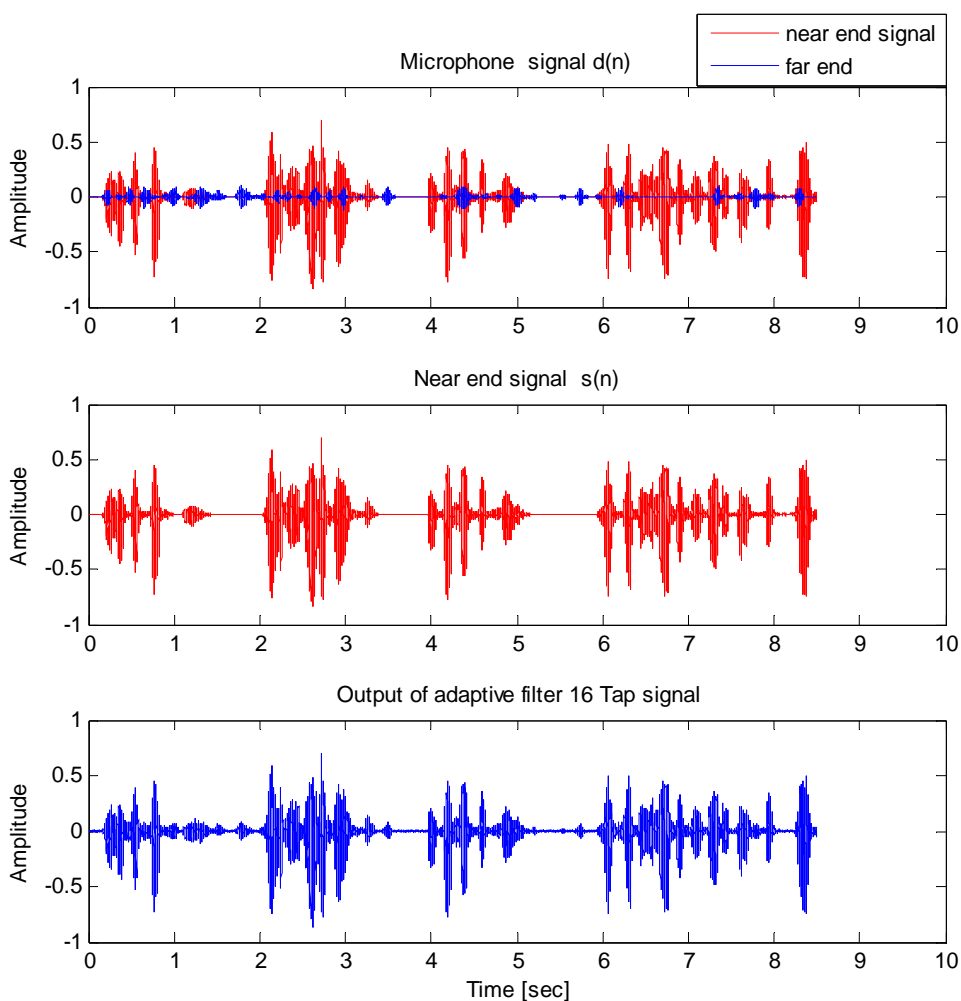 near end signal
far end
Microphone signal d(n)
Amplitude
1
0.5
0
-0.5
-1
0 1 2 3 4 5 6 7 8 9 10
Near end signal s(n)
Amplitude
1
0.5
0
-0.5
-1
0 1 2 3 4 5 6 7 8 9 10
Output of adaptive filter 16 Tap signal
Amplitude
1
0.5
0
-0.5
-1
0 1 2 3 4 5 6 7 8 9 10
Time [sec]